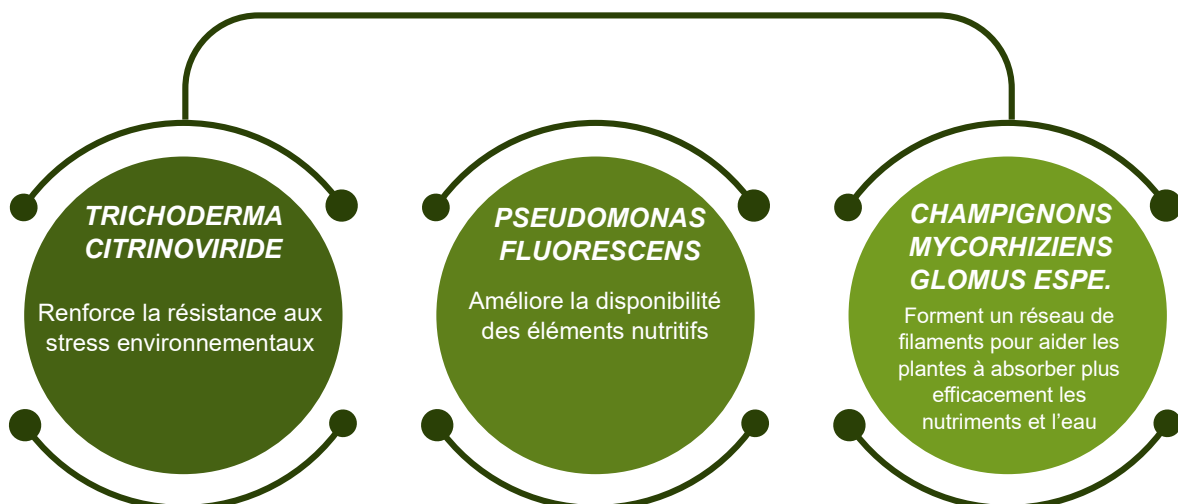 TRICHODERMA
CITRINOVIRIDE
Renforce la résistance aux
stress environnementaux
PSEUDOMONAS
FLUORESCENS
Améliore la disponibilité
des éléments nutritifs
CHAMPIGNONS
MYCORHIZIENS
GLOMUS ESPE.
Forment un réseau de
filaments pour aider les
plantes à absorber plus
efficacement les
nutriments et l’eau